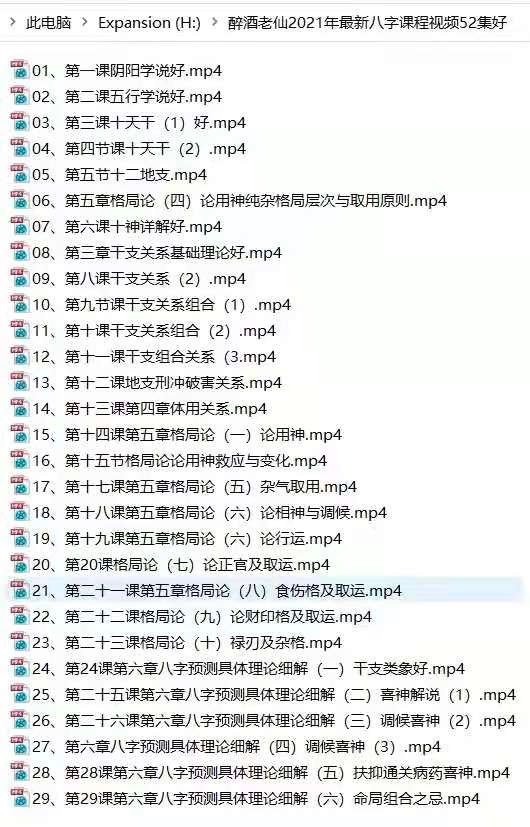 此电脑 > Expansion (H:) > 醉酒老仙2021年最新八字课程视频52集好
01、第一课阴阳学说好.mp4
02、第二课五行学说好.mp4
03、第三课十天干（1）好.mp4
04、第四节课十天干（2）.mp4
05、第五节十二地支.mp4
06、第五章格局论（四）论用神纯杂格局层次与取用原则.mp4
07、第六课十神详解好.mp4
08、第三章干支关系基础理论好.mp4
09、第八课干支关系（2）.mp4
10、第九节课干支关系组合（1）.mp4
11、第十课干支关系组合（2）.mp4
12、第十一课干支组合关系（3.mp4
13、第十二课地支刑冲破害关系.mp4
14、第十三课第四章体用关系.mp4
15、第十四课第五章格局论（一）论用神.mp4
16、第十五节格局论论用神救应与变化.mp4
17、第十七课第五章格局论（五）杂气取用.mp4
18、第十八课第五章格局论（六）论相神与调候.mp4
19、第十九课第五章格局论（六）论行运.mp4
20、第20课格局论（七）论正官及取运.mp4
21、第二十一课第五章格局论（八）食伤格及取运.mp4
22、第二十二课格局论（九）论财印格及取运.mp4
23、第二十三课格局论（十）禄刃及杂格.mp4
24、第24课第六章八字预测具体理论细解（一）干支类象好.mp4
25、第二十五课第六章八字预测具体理论细解（二）喜神解说（1）.mp4
26、第二十六课第六章八字预测具体理论细解（三）调候喜神（2）.mp4
27、第六章八字预测具体理论细解（四）调候喜神（3）.mp4
28、第28课第六章八字预测具体理论细解（五）扶抑通关病药喜神.mp4
29、第29课第六章八字预测具体理论细解（六）命局组合之忌.mp4